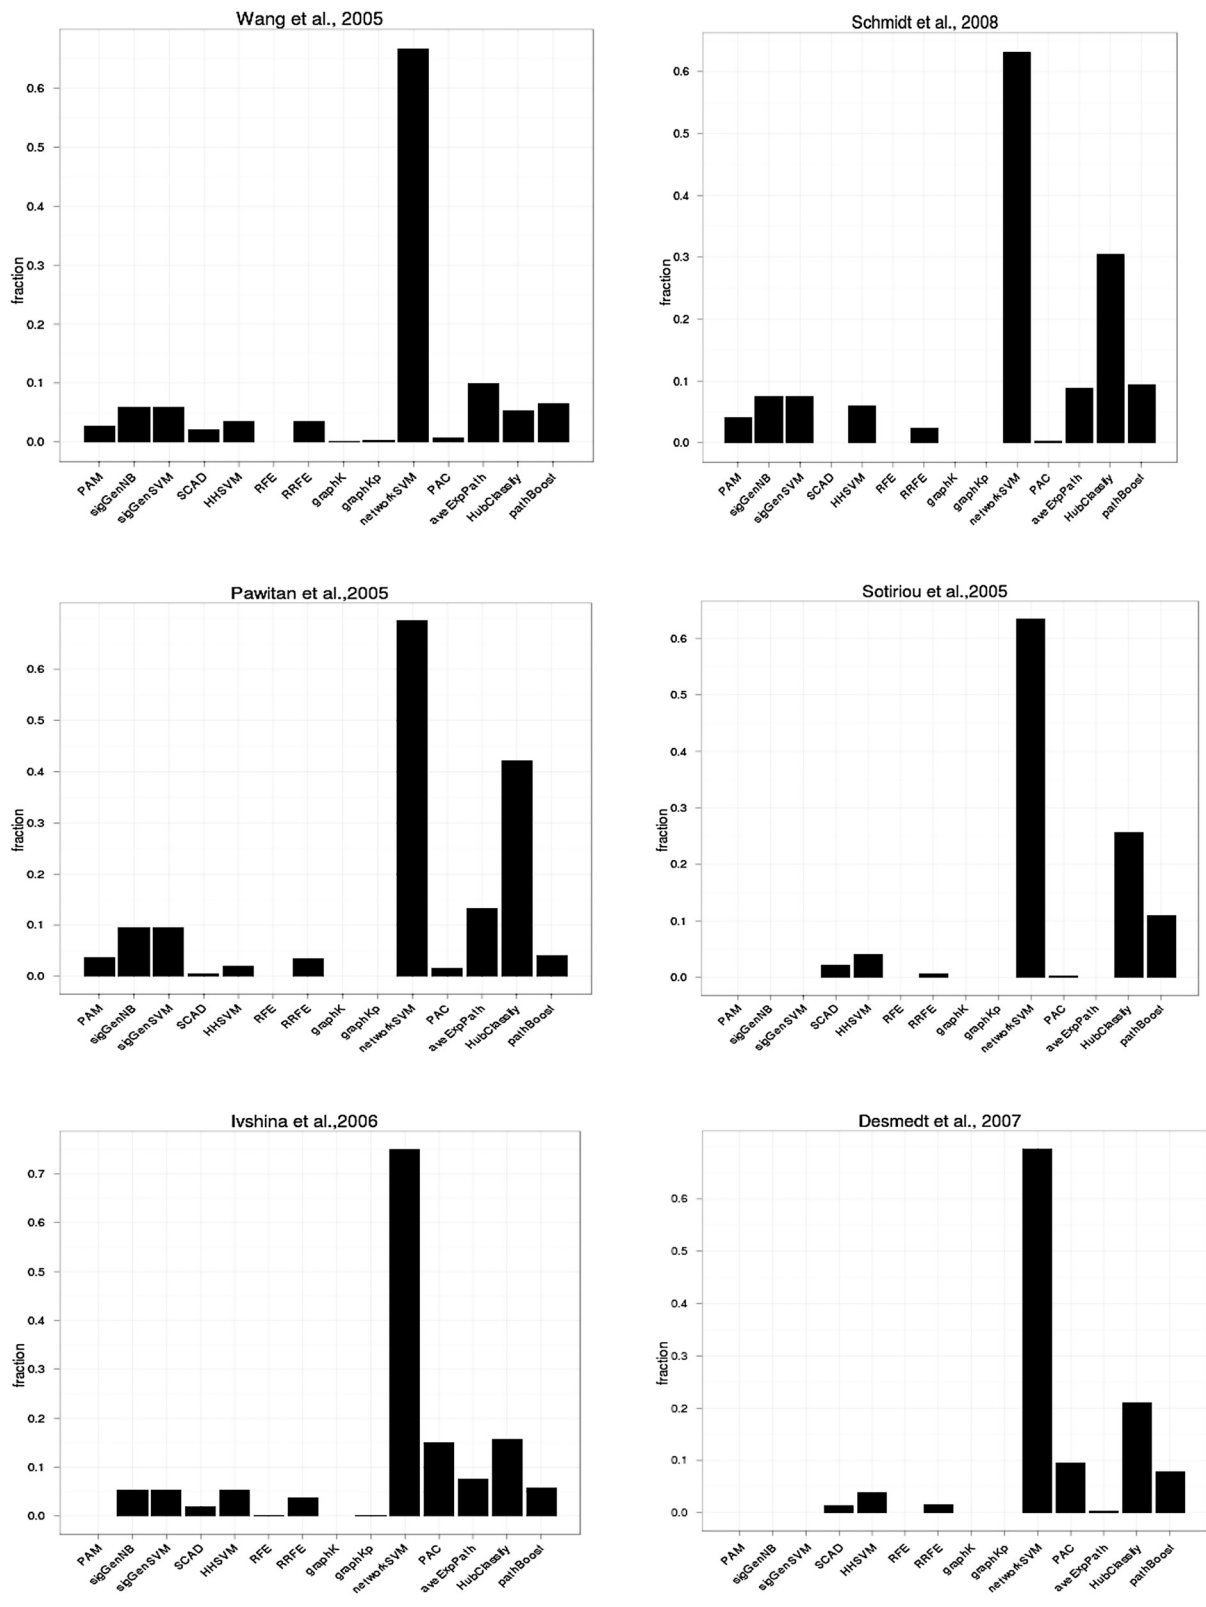 Wang et al., 2005
0.6
0.5
0.4
0.3
0.2
0.1
0.0
fraction
PAM
sigGenNB
sigGenSVM
SCAD
HHSVM
RFE
RRFE
graphK
graphKp
networkSVM
PAC
aveExpPath
HubClassify
pathBoost
Schmidt et al., 2008
0.6
0.5
0.4
0.3
0.2
0.1
0.0
fraction
PAM
sigGenNB
sigGenSVM
SCAD
HHSVM
RFE
RRFE
graphK
graphKp
networkSVM
PAC
aveExpPath
HubClassify
pathBoost
Pawitan et al.,2005
0.6
0.5
0.4
0.3
0.2
0.1
0.0
fraction
PAM
sigGenNB
sigGenSVM
SCAD
HHSVM
RFE
RRFE
graphK
graphKp
networkSVM
PAC
aveExpPath
HubClassify
pathBoost
Sotiriou et al.,2005
0.6
0.5
0.4
0.3
0.2
0.1
0.0
fraction
PAM
sigGenNB
sigGenSVM
SCAD
HHSVM
RFE
RRFE
graphK
graphKp
networkSVM
PAC
aveExpPath
HubClassify
pathBoost
Ivshina et al.,2006
0.7
0.6
0.5
0.4
0.3
0.2
0.1
0.0
fraction
PAM
sigGenNB
sigGenSVM
SCAD
HHSVM
RFE
RRFE
graphK
graphKp
networkSVM
PAC
aveExpPath
HubClassify
pathBoost
Desmedt et al., 2007
0.6
0.5
0.4
0.3
0.2
0.1
0.0
fraction
PAM
sigGenNB
sigGenSVM
SCAD
HHSVM
RFE
RRFE
graphK
graphKp
networkSVM
PAC
aveExpPath
HubClassify
pathBoost